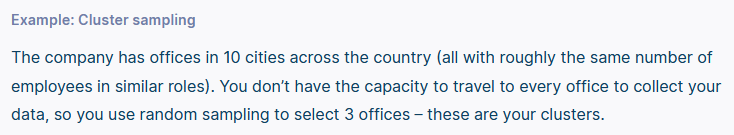 Example: Cluster sampling
The company has offices in 10 cities across the country (all with roughly the same number of
employees in similar roles). You don’t have the capacity to travel to every office to collect your
data, so you use random sampling to select 3 offices – these are your clusters.